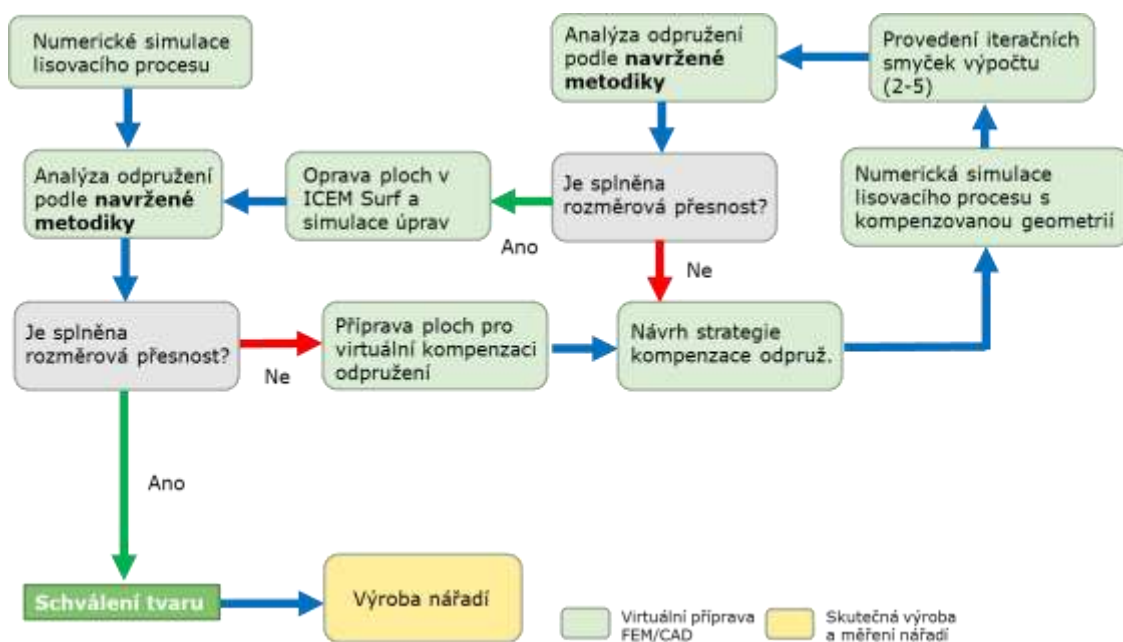 Numerické simulace
lisovacího procesu
Analýza odpružení
podle navržené
metodiky
Provedení iteračních
smyček výpočtu
(2-5)
Analýza odpružení
podle navržené
metodiky
Oprava ploch v
ICEM Surf a
simulace úprav
Je splněna
rozměrová přesnost?
Numerická simulace
lisovacího procesu s
kompenzovanou geometrií
Ano
Ne
Je splněna
rozměrová přesnost?
Ne
Příprava ploch pro
virtuální kompenzaci
odpružení
Návrh strategie
kompenzace odpruž.
Ano
Schválení tvaru
Výroba nářadí
Virtuální příprava
FEM/CAD
Skutečná výroba
a měření nářadí